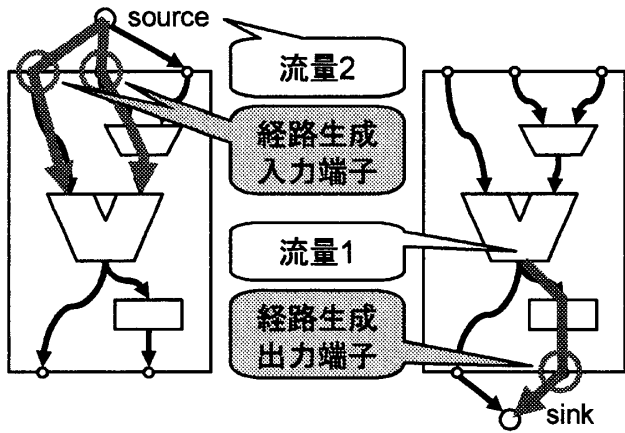 source
流量2
経路生成
入力端子
流量1
経路生成
出力端子
sink